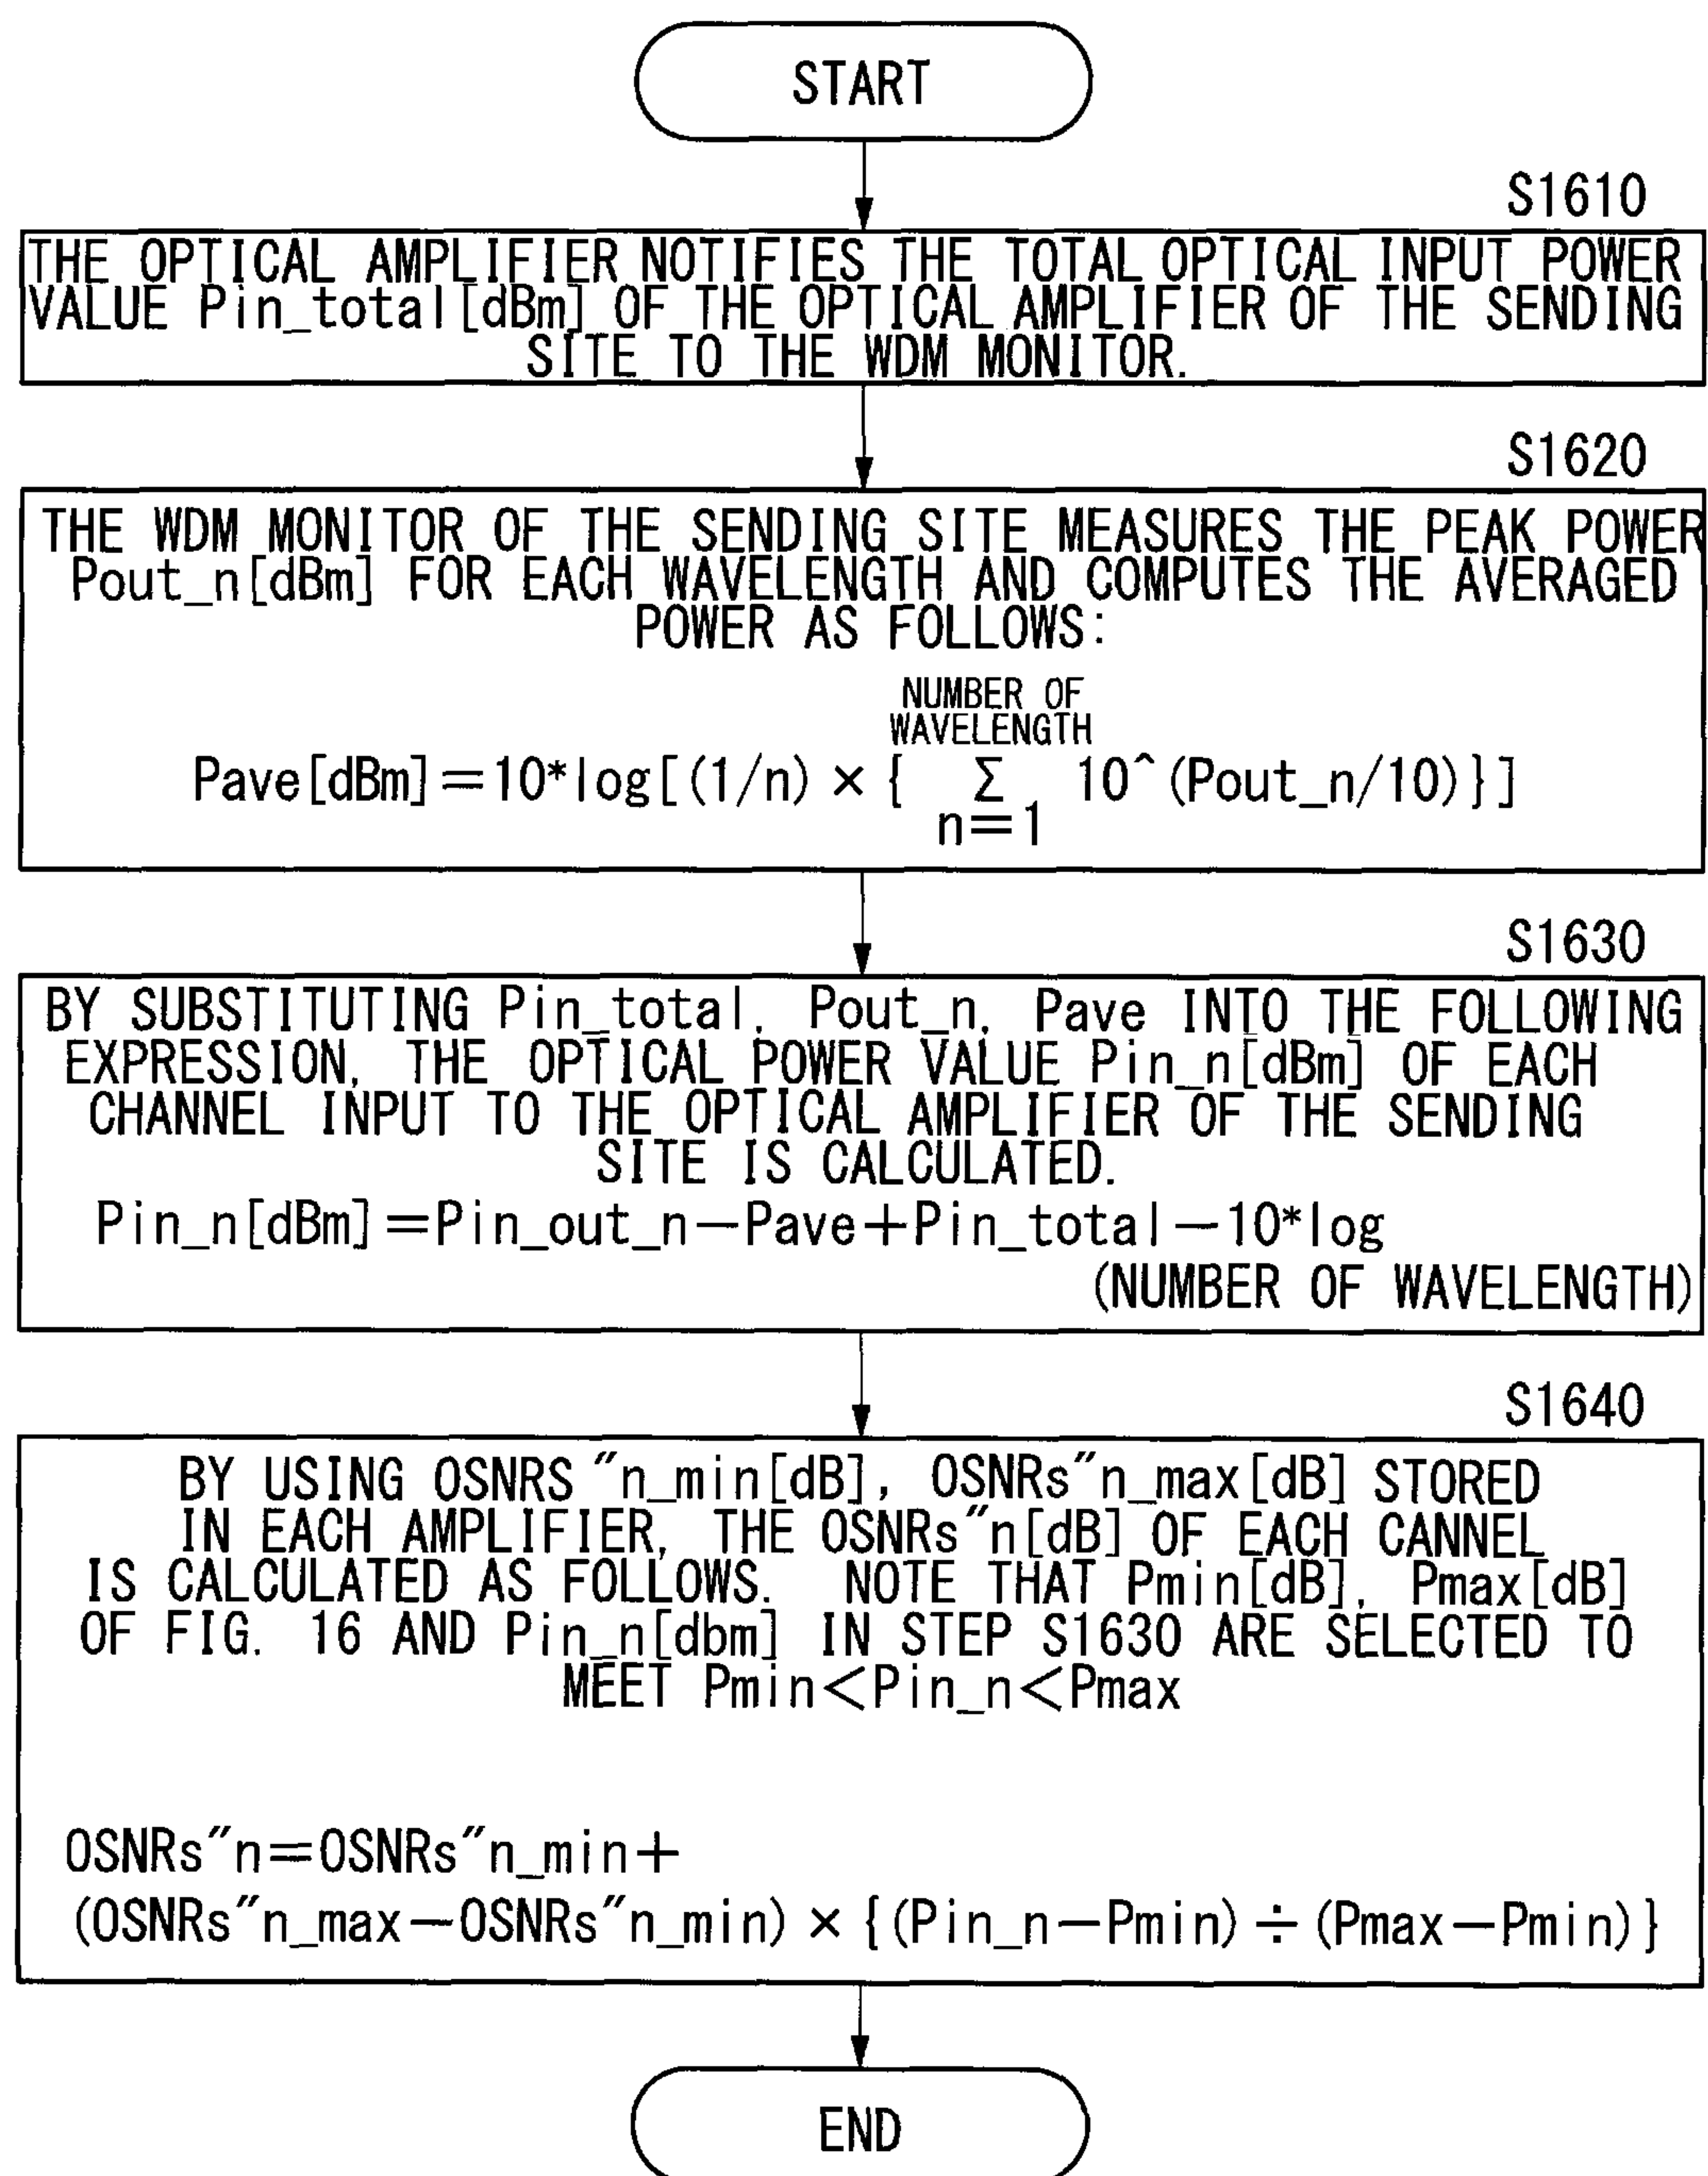 START
S1610
THE OPTICAL AMPLIFIER NOTIFIES THE TOTAL OPTICAL INPUT POWER
VALUE Pin_total[dBm] OF THE OPTICAL AMPLIFIER OF THE SENDING
SITE TO THE WDM MONITOR.
S1620
THE WDM MONITOR OF THE SENDING SITE MEASURES THE PEAK POWER
Pout_n[dBm] FOR EACH WAVELENGTH AND COMPUTES THE AVERAGED
POWER AS FOLLOWS:
NUMBER OF
WAVELENGTH
Pave[dBm]=10*log[(1/n)×{ Σ 10^(Pout_n/10)}]
n=1
S1630
BY SUBSTITUTING Pin_total, Pout_n, Pave INTO THE FOLLOWING
EXPRESSION, THE OPTICAL POWER VALUE Pin_n[dBm] OF EACH
CHANNEL INPUT TO THE OPTICAL AMPLIFIER OF THE SENDING
SITE IS CALCULATED.
Pin_n[dBm]=Pin_out_n-Pave+Pin_total-10*log
(NUMBER OF WAVELENGTH)
S1640
BY USING OSNRS "n_min[dB], OSNRs"n_max[dB] STORED
IN EACH AMPLIFIER, THE OSNRs"n[dB] OF EACH CANNEL
IS CALCULATED AS FOLLOWS. NOTE THAT Pmin[dB], Pmax[dB]
OF FIG. 16 AND Pin_n[dbm] IN STEP S1630 ARE SELECTED TO
MEET Pmin<Pin_n<Pmax
OSNRs"n=OSNRs"n_min+
(OSNRs"n_max-OSNRs"n_min)×{(Pin_n-Pmin)÷(Pmax-Pmin)}
END